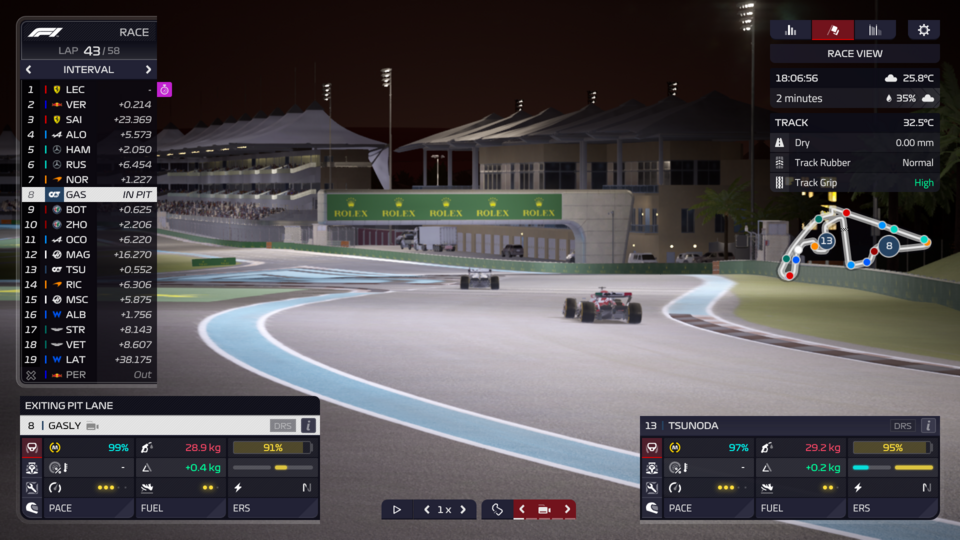 F1 RACE
LAP 43/58
INTERVAL
1 LEC -
2 VER +0.214
3 SAI +23.369
4 ALO +5.573
5 HAM +2.050
6 RUS +6.454
7 NOR +1.227
8 GAS IN PIT
9 BOT +0.625
10 ZHO +2.206
11 OCO +6.220
12 MAG +16.270
13 TSU +0.552
14 RIC +6.306
15 MSC +5.875
16 ALB +1.756
17 STR +8.143
18 VET +8.607
19 LAT +38.175
PER Out
ROLEX ROLEX ROLEX ROLEX ROLEX
RACE VIEW
18:06:56 25.8°C
2 minutes 35%
TRACK 32.5°C
Dry 0.00 mm
Track Rubber Normal
Track Grip High
13
8
EXITING PIT LANE
8 GASLY DRS i
M 99% 28.9 kg 91%
- +0.4 kg
N
PACE FUEL ERS
1x
13 TSUNODA DRS i
M 97% 29.2 kg 95%
- +0.2 kg
N
PACE FUEL ERS